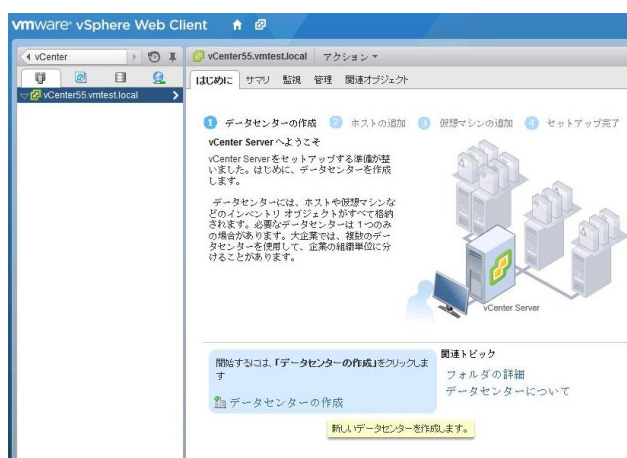 vmware® vSphere Web Client
vCenter
vCenter55.vmtest.local アクション
はじめに サマリ 監視 管理 関連オブジェクト
vCenter55.vmtest.local
1 データセンターの作成 2 ホストの追加 3 仮想マシンの追加 4 セットアップ完了
vCenter Server へようこそ
vCenter Server をセットアップする準備が整
いました。はじめに、データセンターを作成
します。
データセンターには、ホストや仮想マシンな
どのインベントリ オブジェクトがすべて格納
されます。必要なデータセンターは 1 つのみ
の場合があります。大企業では、複数のデー
タセンターを使用して、企業の組織単位に分
けることがあります。
vCenter Server
開始するには、「データセンターの作成」をクリックしま
す
データセンターの作成
関連トピック
フォルダの詳細
データセンターについて
新しいデータセンターを作成します。